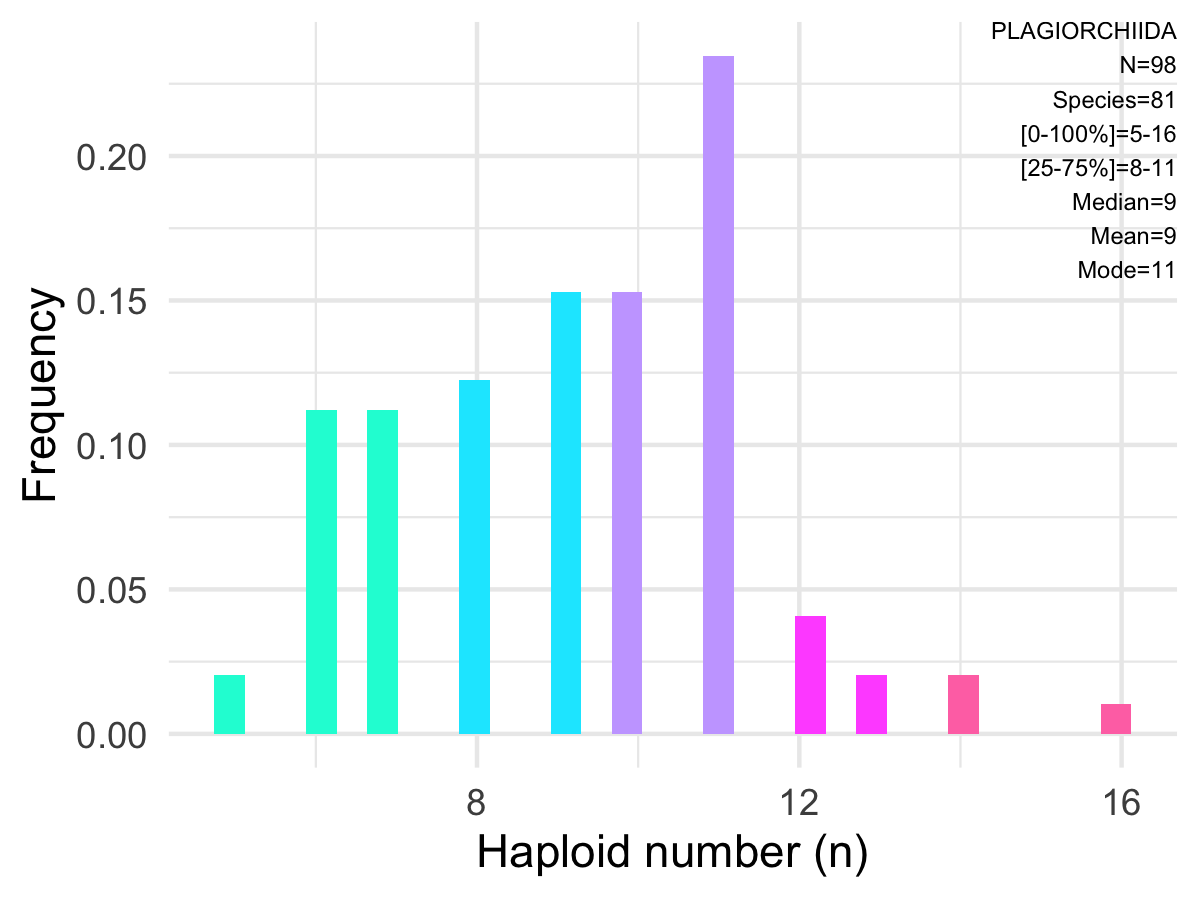 PLAGIORCHIIDA
N=98
Species=81
[0-100%]=5-16
[25-75%]=8-11
Median=9
Mean=9
Mode=11
Frequency
0.20
0.15
0.10
0.05
0.00
8 12 16
Haploid number (n)